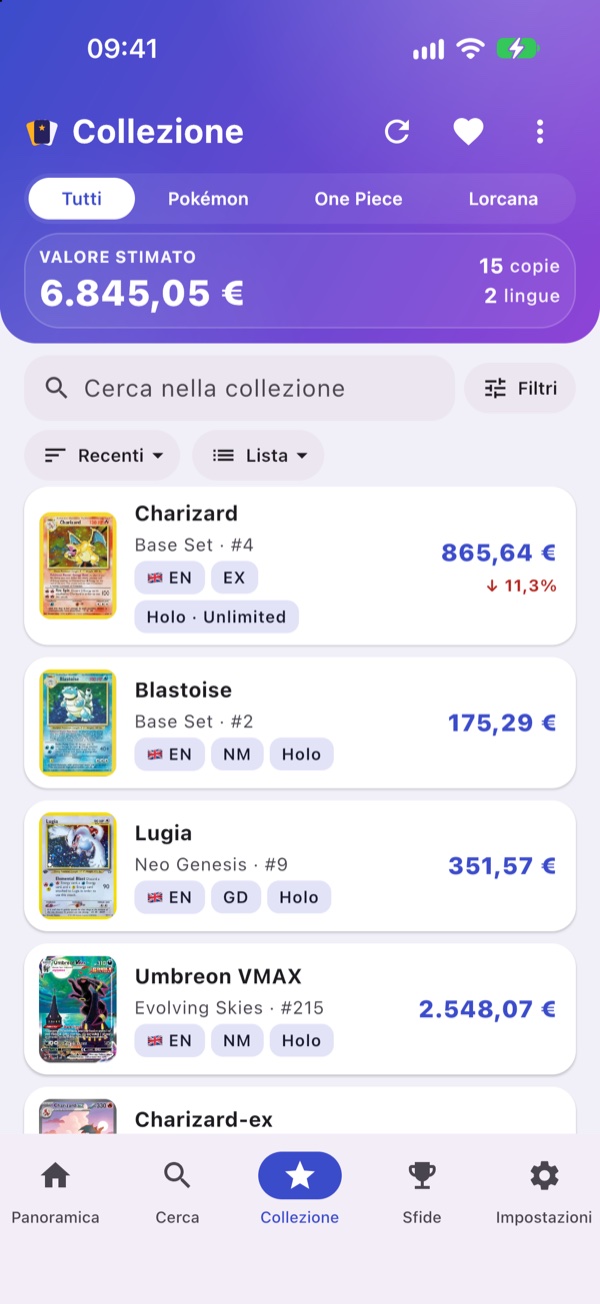 09:41
Collezione
Tutti Pokémon One Piece Lorcana
VALORE STIMATO
6.845,05 €
15 copie
2 lingue
Cerca nella collezione
Filtri
Recenti Lista
Charizard
Base Set · #4
EN EX
Holo · Unlimited
865,64 €
↓ 11,3%
Blastoise
Base Set · #2
EN NM Holo
175,29 €
Lugia
Neo Genesis · #9
EN GD Holo
351,57 €
Umbreon VMAX
Evolving Skies · #215
EN NM Holo
2.548,07 €
Charizard-ex
Panoramica Cerca Collezione Sfide Impostazioni